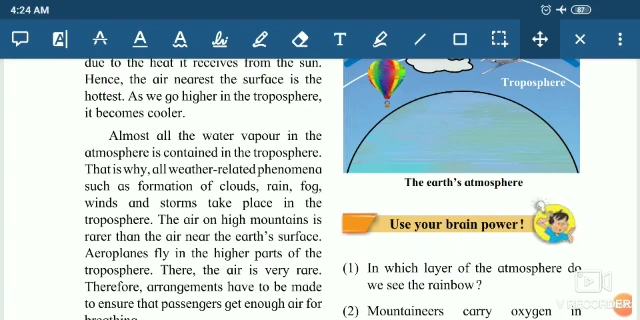 4:24 AM
87
T
due to the heat it receives from the sun.
Hence, the air nearest the surface is the
hottest. As we go higher in the troposphere,
it becomes cooler.
Almost all the water vapour in the
atmosphere is contained in the troposphere.
That is why, all weather-related phenomena
such as formation of clouds, rain, fog,
winds and storms take place in the
troposphere. The air on high mountains is
rarer than the air near the earth's surface.
Aeroplanes fly in the higher parts of the
troposphere. There, the air is very rare.
Therefore, arrangements have to be made
to ensure that passengers get enough air for
breathing.
Troposphere
The earth's atmosphere
Use your brain power!
(1) In which layer of the atmosphere do
we see the rainbow?
(2) Mountaineers carry oxygen in
V RECORDER